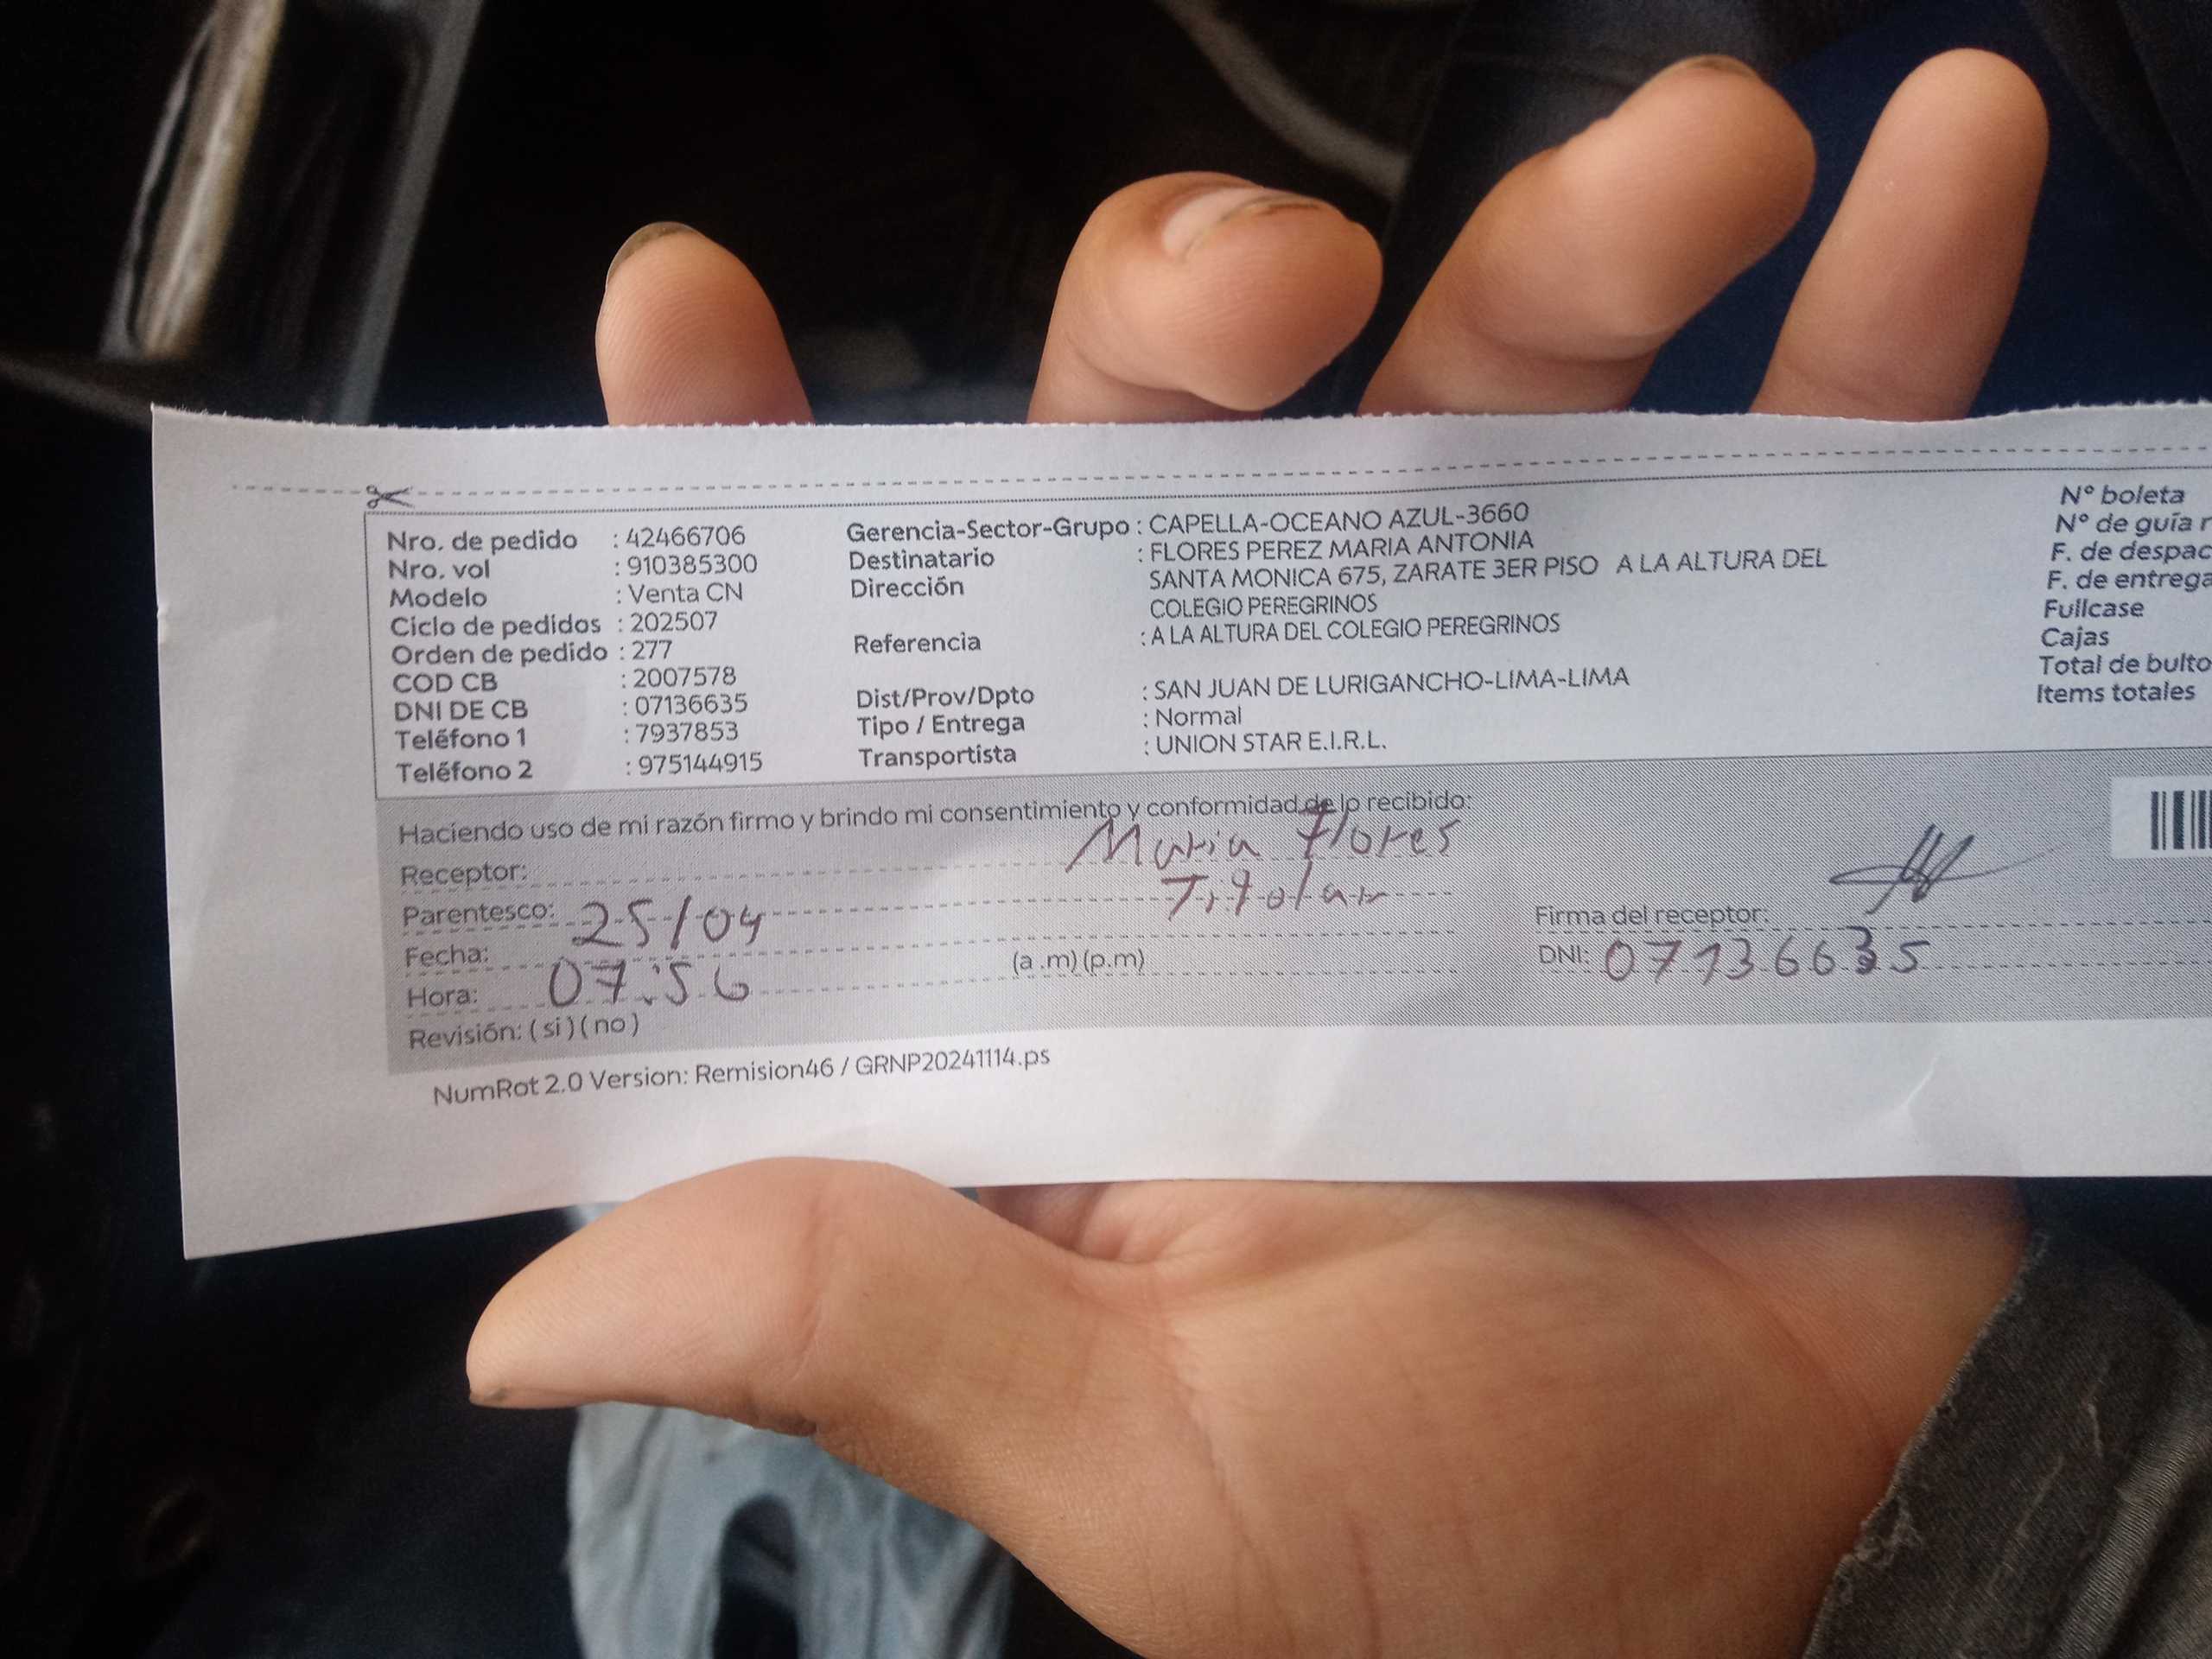 Nro. de pedido : 42466706
Nro. vol : 910385300
Modelo : Venta CN
Ciclo de pedidos : 202507
Orden de pedido : 277
COD CB : 2007578
DNI DE CB : 07136635
Teléfono 1 : 7937853
Teléfono 2 : 975144915
Gerencia-Sector-Grupo : CAPELLA-OCEANO AZUL-3660
Destinatario : FLORES PEREZ MARIA ANTONIA
Dirección SANTA MONICA 675, ZARATE 3ER PISO A LA ALTURA DEL
COLEGIO PEREGRINOS
Referencia : A LA ALTURA DEL COLEGIO PEREGRINOS
Dist/Prov/Dpto : SAN JUAN DE LURIGANCHO-LIMA-LIMA
Tipo / Entrega : Normal
Transportista : UNION STAR E.I.R.L.
N° boleta
N° de guía r
F. de despac
F. de entrega
Fullcase
Cajas
Total de bulto
Items totales
Haciendo uso de mi razón firmo y brindo mi consentimiento y conformidad de lo recibido:
Receptor: Maria Flores
Parentesco: Titolar
Fecha: 25/04
Hora: 07:56 (a .m) (p.m)
Revisión: ( si ) ( no )
Firma del receptor:
DNI: 07136635
NumRot 2.0 Version: Remision46 / GRNP20241114.ps